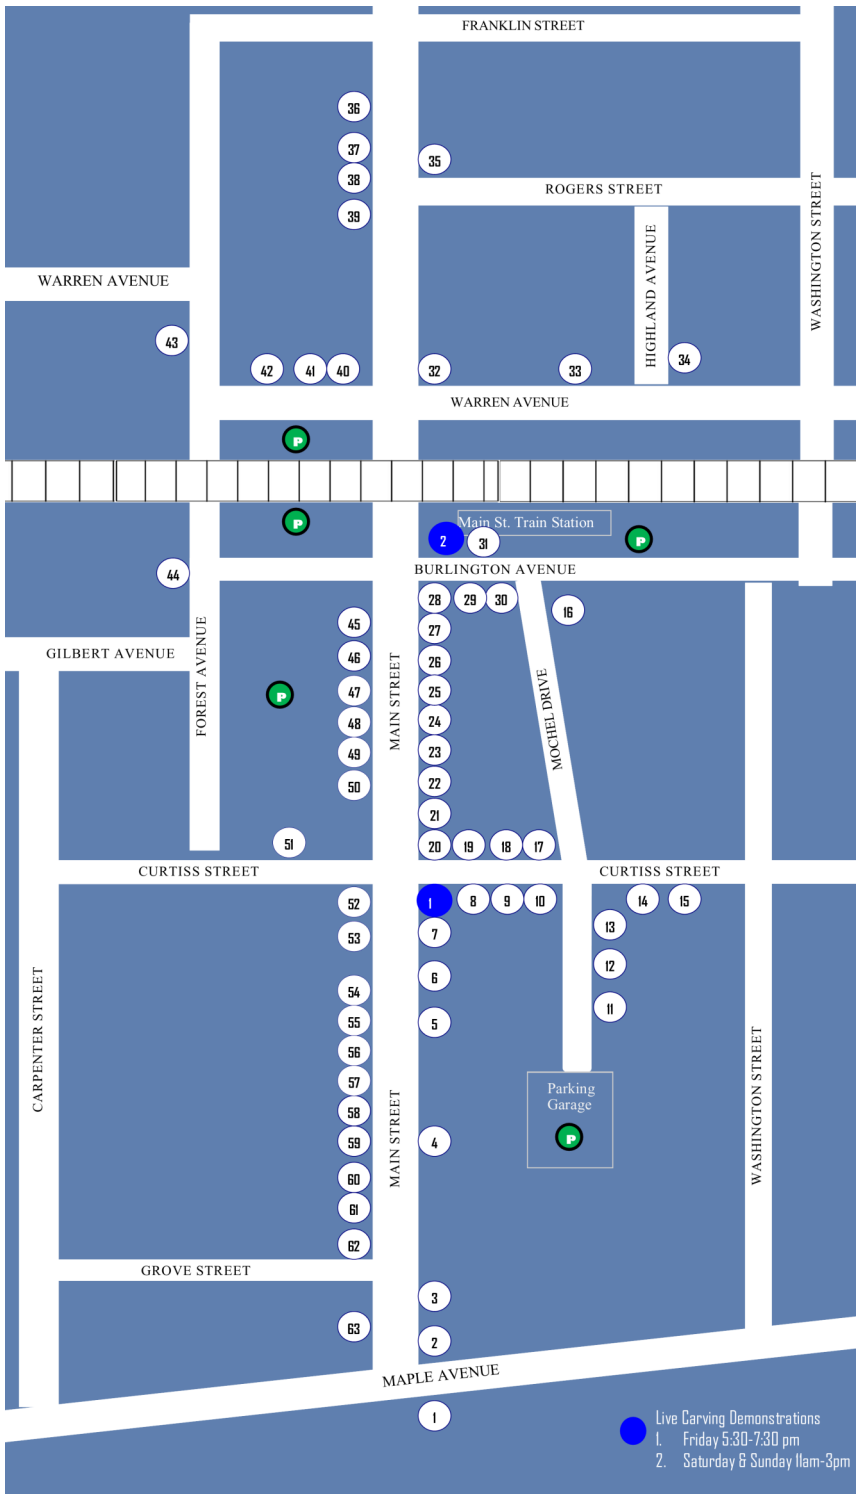 FRANKLIN STREET
36
37
35
38
ROGERS STREET
39
WASHINGTON STREET
HIGHLAND AVENUE
WARREN AVENUE
43
34
42
41
40
32
33
WARREN AVENUE
P
P
Main St. Train Station
2
31
P
BURLINGTON AVENUE
44
28
29
30
16
45
27
GILBERT AVENUE
46
26
FOREST AVENUE
MAIN STREET
MOCHEL DRIVE
P
47
25
48
24
49
23
50
22
21
51
20
19
18
17
CURTISS STREET
CURTISS STREET
52
1
8
9
10
14
15
53
7
13
6
12
54
11
55
5
CARPENTER STREET
56
57
Parking
Garage
58
MAIN STREET
WASHINGTON STREET
59
4
P
60
61
62
GROVE STREET
3
63
2
MAPLE AVENUE
1
Live Carving Demonstrations
1. Friday 5:30-7:30 pm
2. Saturday & Sunday 11am-3pm